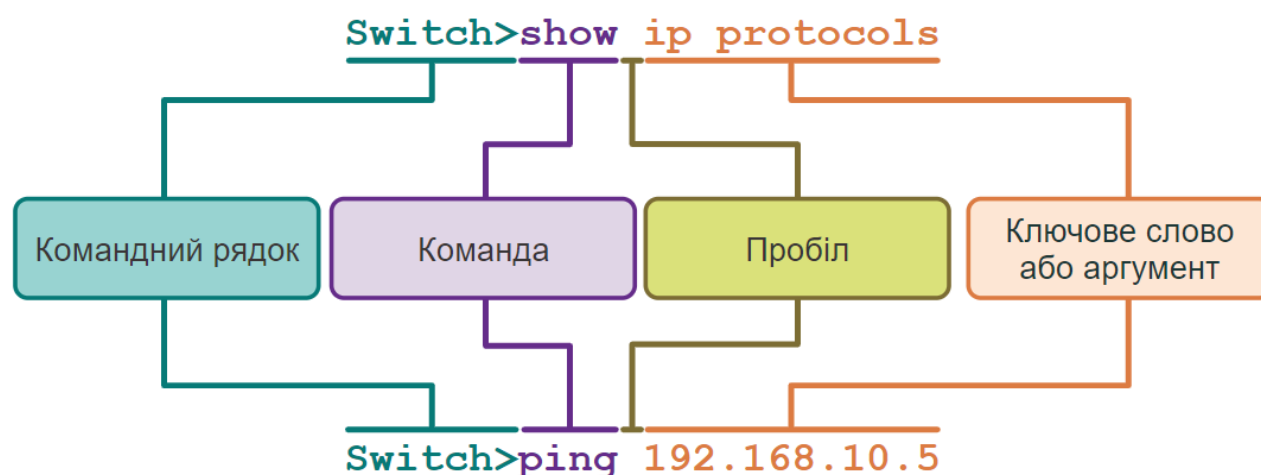 Switch>show ip protocols
Командний рядок
Команда
Пробіл
Ключове слово
або аргумент
Switch>ping 192.168.10.5